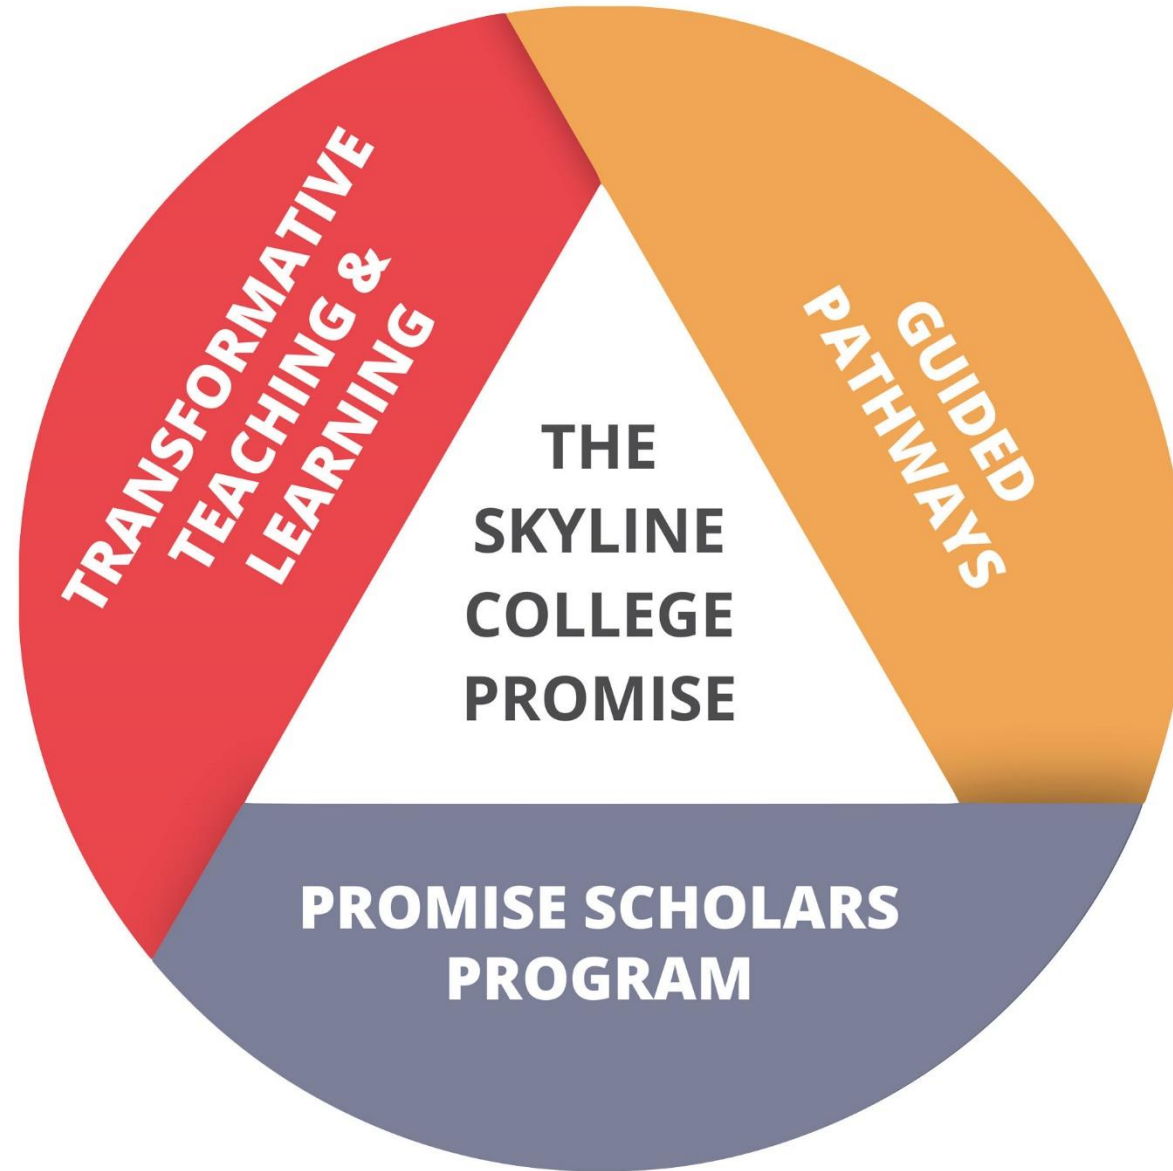 TRANSFORMATIVE
TEACHING &
LEARNING
GUIDED
PATHWAYS
THE
SKYLINE
COLLEGE
PROMISE
PROMISE SCHOLARS
PROGRAM